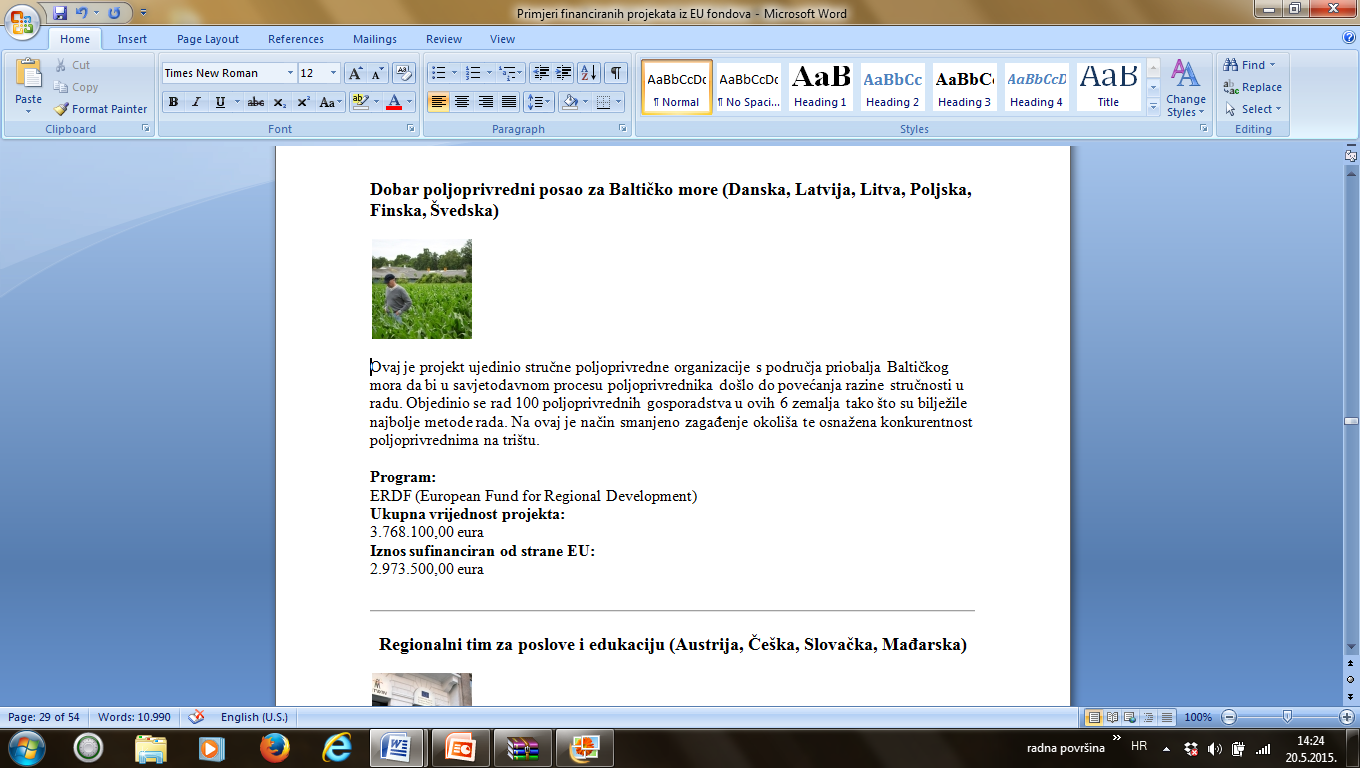 Primjeri financiranih projekata iz EU fondova - Microsoft Word
Home Insert Page Layout References Mailings Review View
Paste
Cut
Copy
Format Painter
Clipboard
Times New Roman 12
B I U abc x₂ x² Aa
Font
Paragraph
AaBbCcDc AaBbCcDc AaB AaBbCc AaBbC AaBbCcD AaB
¶ Normal ¶ No Spaci... Heading 1 Heading 2 Heading 3 Heading 4 Title
Change
Styles
Styles
Find
Replace
Select
Editing
Dobar poljoprivredni posao za Baltičko more (Danska, Latvija, Litva, Poljska,
Finska, Švedska)
Ovaj je projekt ujedinio stručne poljoprivredne organizacije s područja priobalja Baltičkog
mora da bi u savjetodavnom procesu poljoprivrednika došlo do povećanja razine stručnosti u
radu. Objedinio se rad 100 poljoprivrednih gosporadstva u ovih 6 zemalja tako što su bilježile
najbolje metode rada. Na ovaj je način smanjeno zagađenje okoliša te osnažena konkurentnost
poljoprivrednima na trištu.
Program:
ERDF (European Fund for Regional Development)
Ukupna vrijednost projekta:
3.768.100,00 eura
Iznos sufinanciran od strane EU:
2.973.500,00 eura
Regionalni tim za poslove i edukaciju (Austrija, Češka, Slovačka, Mađarska)
Page: 29 of 54 Words: 10.990 English (U.S.) 100%
radna površina HR 14:24
20.5.2015.